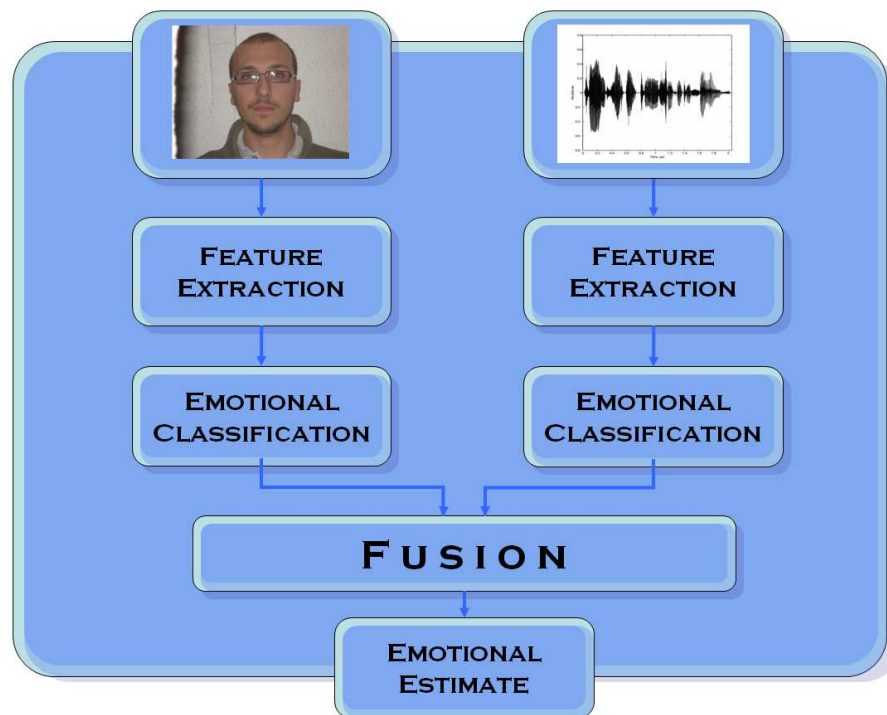 FEATURE
EXTRACTION
FEATURE
EXTRACTION
EMOTIONAL
CLASSIFICATION
EMOTIONAL
CLASSIFICATION
FUSION
EMOTIONAL
ESTIMATE